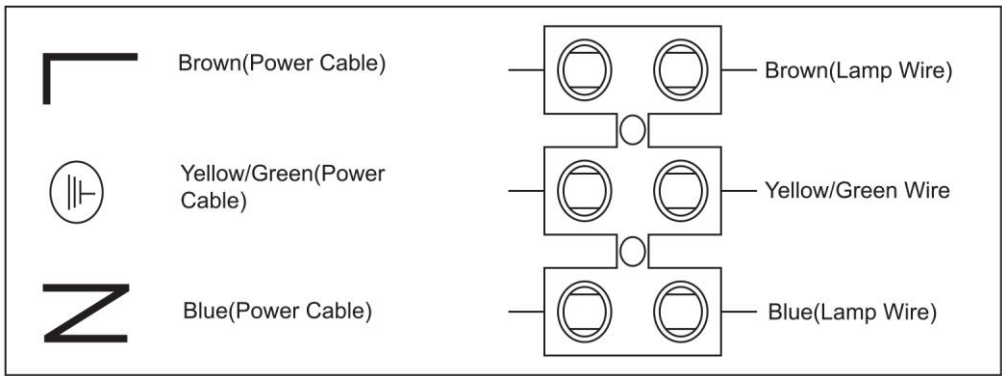 L
Brown(Power Cable)
Brown(Lamp Wire)
Yellow/Green(Power
Cable)
Yellow/Green Wire
N
Blue(Power Cable)
Blue(Lamp Wire)